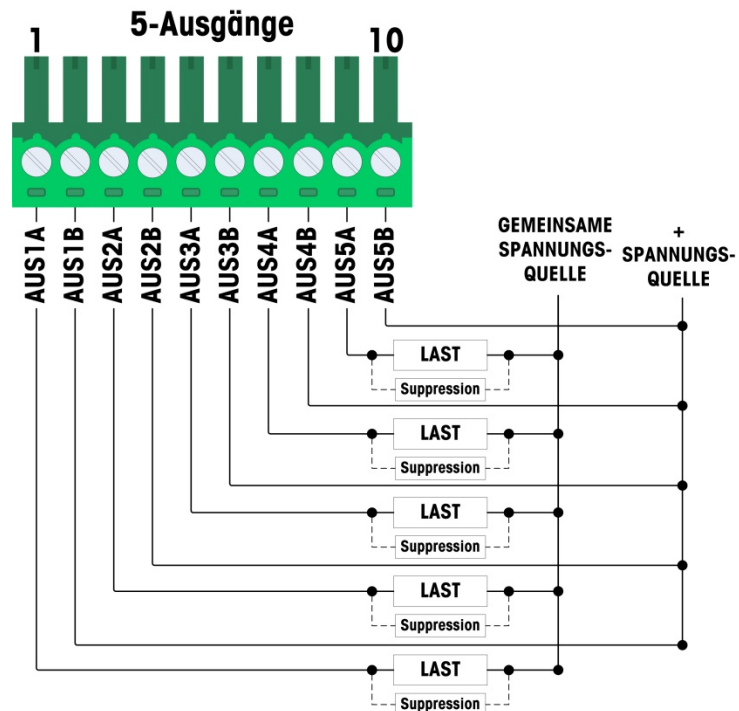 5-Ausgänge
1
10
AUS1A
AUS1B
AUS2A
AUS2B
AUS3A
AUS3B
AUS4A
AUS4B
AUS5A
AUS5B
GEMEINSAME
SPANNUNGS-
QUELLE
+
SPANNUNGS-
QUELLE
LAST
Suppression
LAST
Suppression
LAST
Suppression
LAST
Suppression
LAST
Suppression